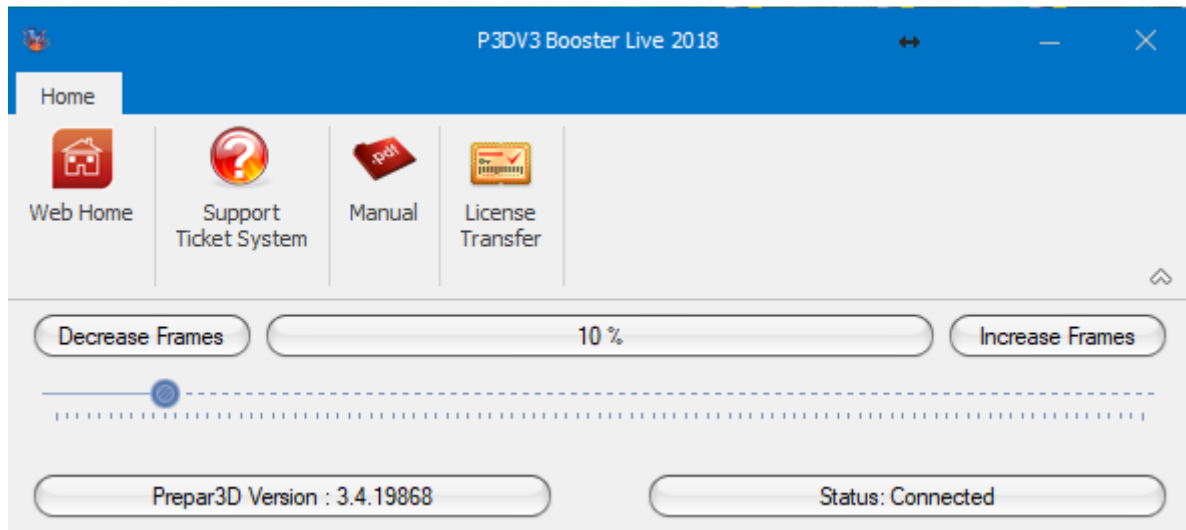 P3DV3 Booster Live 2018
Home
Web Home
Support
Ticket System
.pdf
Manual
License
Transfer
Decrease Frames
10 %
Increase Frames
Prepar3D Version : 3.4.19868
Status: Connected